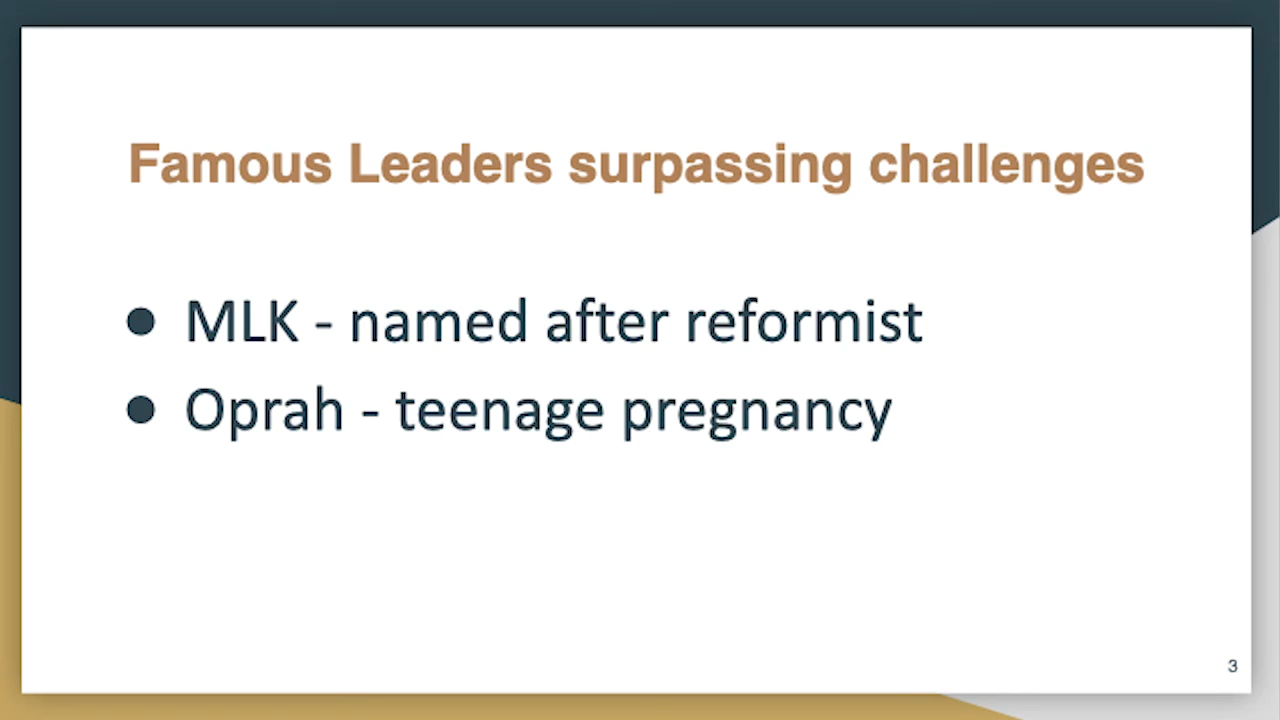 Famous Leaders surpassing challenges
● MLK - named after reformist
● Oprah - teenage pregnancy
3